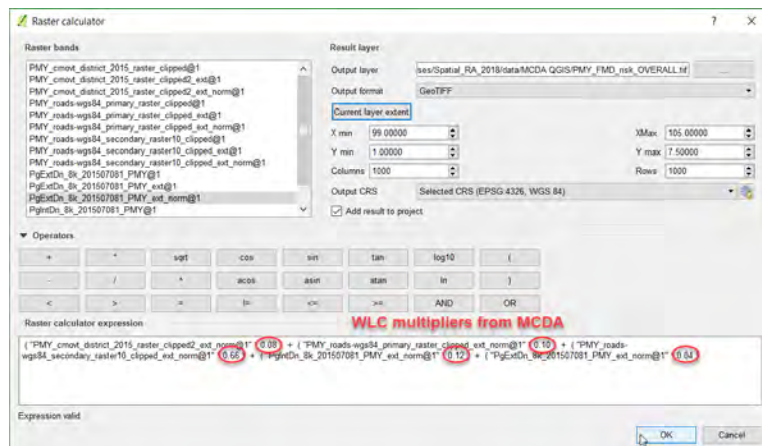 Raster calculator
? X
Raster bands
PMY_cmovt_district_2015_raster_clipped@1
PMY_cmovt_district_2015_raster_clipped2_ext@1
PMY_cmovt_district_2015_raster_clipped2_ext_norm@1
PMY_roads-wgs84_primary_raster_clipped@1
PMY_roads-wgs84_primary_raster_clipped_ext@1
PMY_roads-wgs84_primary_raster_clipped_ext_norm@1
PMY_roads-wgs84_secondary_raster10_clipped@1
PMY_roads-wgs84_secondary_raster10_clipped_ext@1
PMY_roads-wgs84_secondary_raster10_clipped_ext_norm@1
PgExtDn_8k_201507081_PMY@1
PgExtDn_8k_201507081_PMY_ext@1
PgExtDn_8k_201507081_PMY_ext_norm@1
PgIntDn_8k_201507081_PMY@1
Result layer
Output layer ses/Spatial_RA_2018/data/MCDA QGIS/PMY_FMD_risk_OVERALL.tif ...
Output format GeoTIFF
Current layer extent
X min 99.00000 XMax 105.00000
Y min 1.00000 Y max 7.50000
Columns 1000 Rows 1000
Output CRS Selected CRS (EPSG 4326, WGS 84)
Add result to project
Operators
+ * sqrt cos sin tan log10 (
- / ^ acos asin atan ln )
< > = != <= >= AND OR
Raster calculator expression
WLC multipliers from MCDA
( "PMY_cmovt_district_2015_raster_clipped2_ext_norm@1" * 0.08 ) + ( "PMY_roads-wgs84_primary_raster_clipped_ext_norm@1" * 0.10 ) + ( "PMY_roads-
wgs84_secondary_raster10_clipped_ext_norm@1" * 0.66 ) + ( "PgIntDn_8k_201507081_PMY_ext_norm@1" * 0.12 ) + ( "PgExtDn_8k_201507081_PMY_ext_norm@1" * 0.04 )
Expression valid
OK Cancel